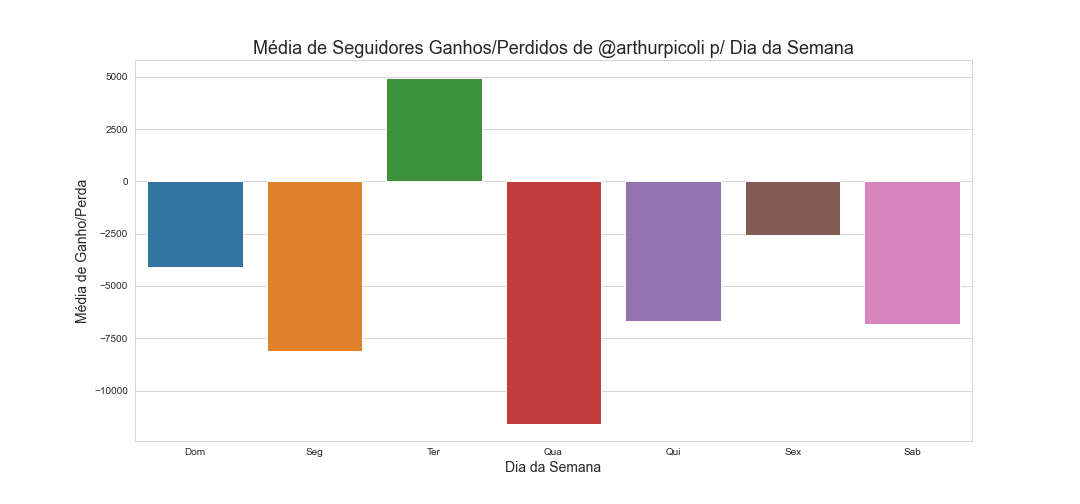 Média de Seguidores Ganhos/Perdidos de @arthurpicoli p/ Dia da Semana
Média de Ganho/Perda
5000
2500
0
−2500
−5000
−7500
−10000
Dom Seg Ter Qua Qui Sex Sab
Dia da Semana